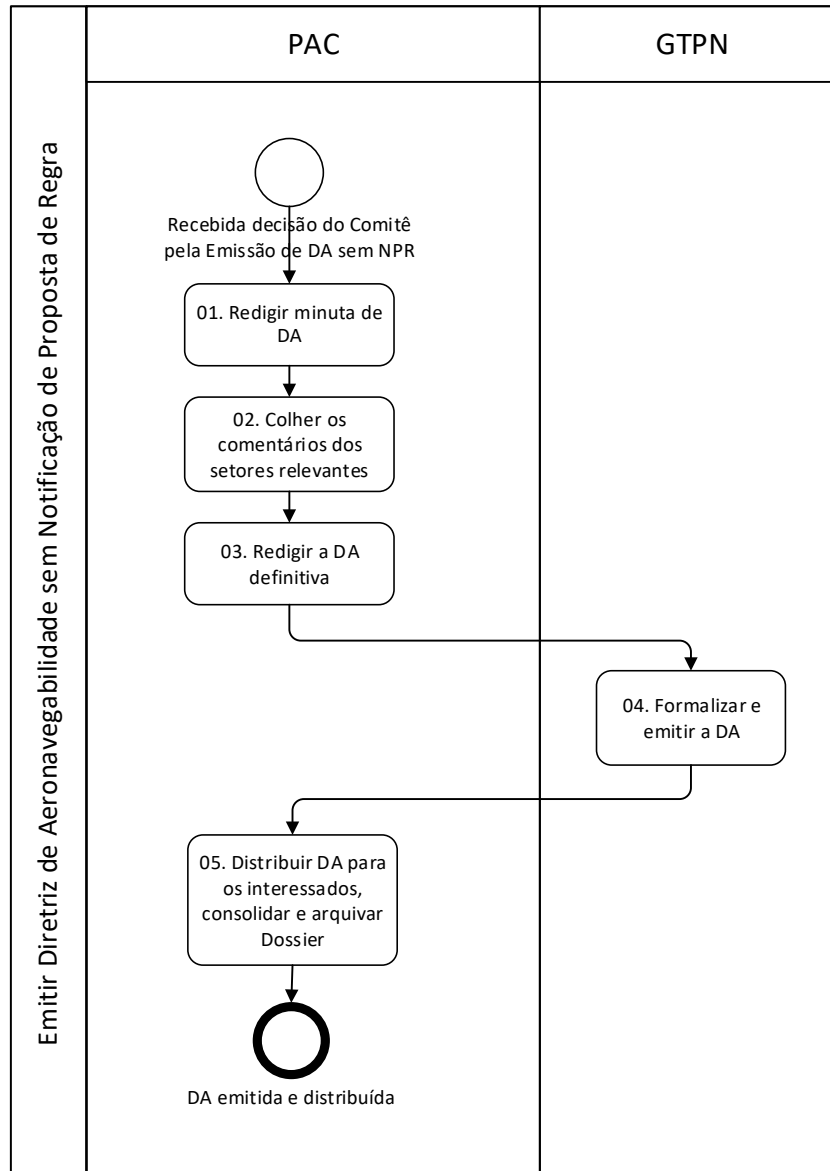 Emitir Diretriz de Aeronavegabilidade sem Notificação de Proposta de Regra
PAC
GTPN
Recebida decisão do Comitê
pela Emissão de DA sem NPR
01. Redigir minuta de
DA
02. Colher os
comentários dos
setores relevantes
03. Redigir a DA
definitiva
04. Formalizar e
emitir a DA
05. Distribuir DA para
os interessados,
consolidar e arquivar
Dossier
DA emitida e distribuída